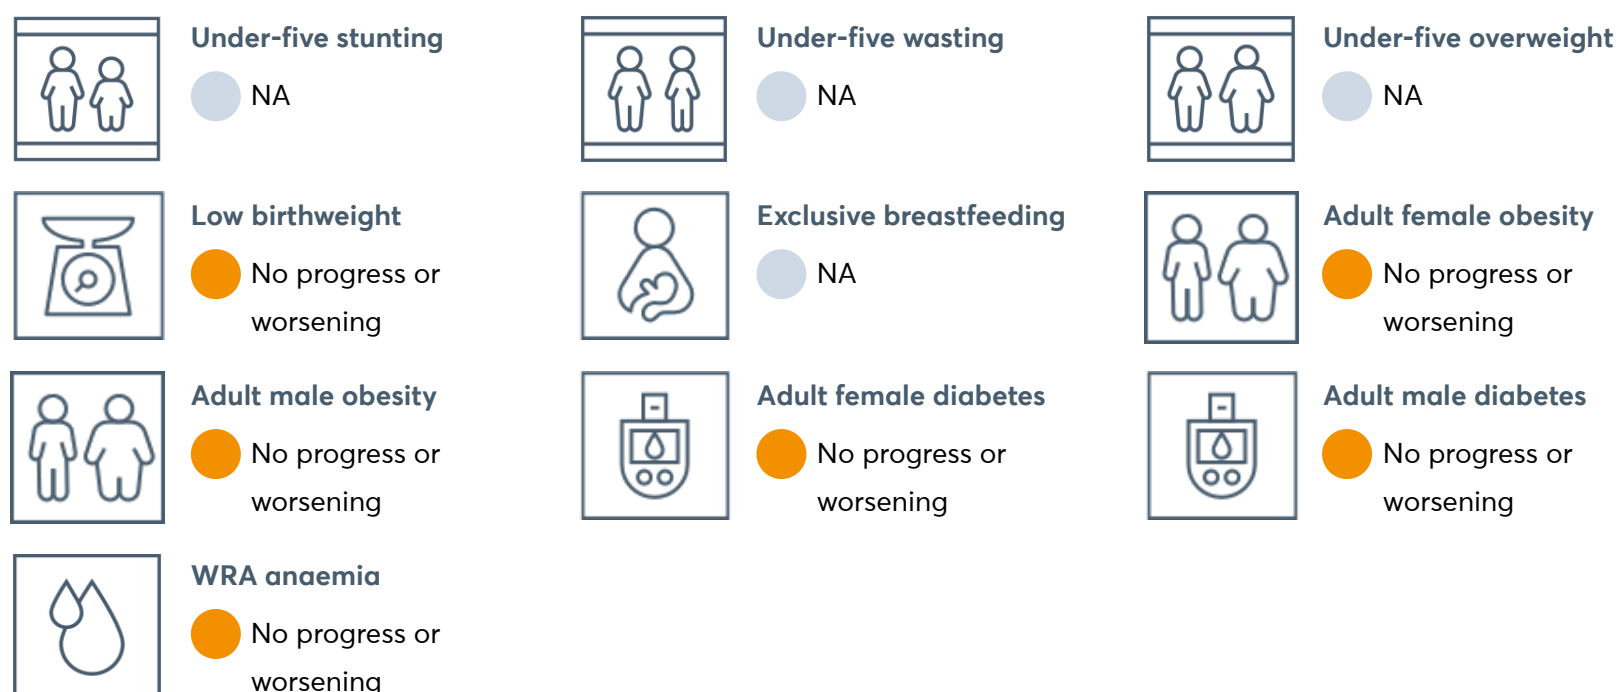 Under-five stunting
NA
Under-five wasting
NA
Under-five overweight
NA
Low birthweight
No progress or
worsening
Exclusive breastfeeding
NA
Adult female obesity
No progress or
worsening
Adult male obesity
No progress or
worsening
Adult female diabetes
No progress or
worsening
Adult male diabetes
No progress or
worsening
WRA anaemia
No progress or
worsening